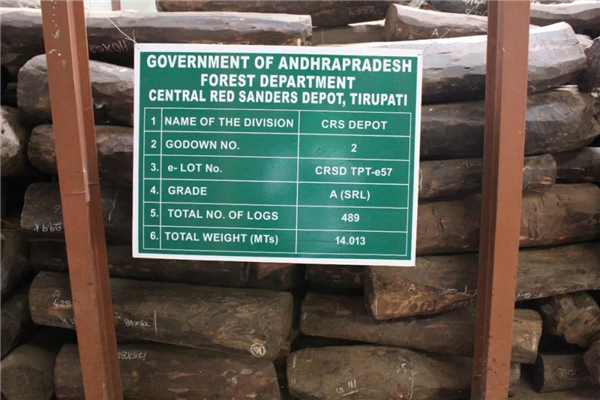 GOVERNMENT OF ANDHRAPRADESH
FOREST DEPARTMENT
CENTRAL RED SANDERS DEPOT, TIRUPATI
1 NAME OF THE DIVISION CRS DEPOT
2 GODOWN NO. 2
3. e- LOT No. CRSD TPT-e57
4. GRADE A (SRL)
5. TOTAL NO. OF LOGS 489
6. TOTAL WEIGHT (MTs) 14.013